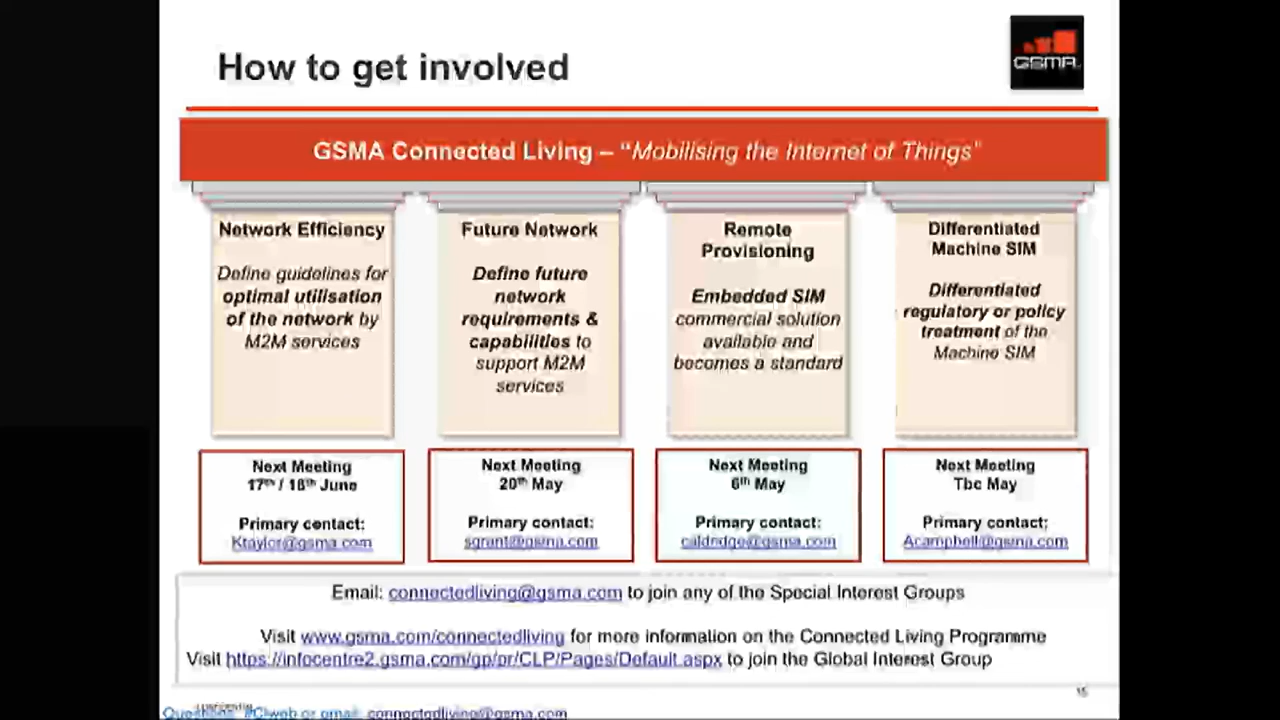 How to get involved
GSMA
GSMA Connected Living – “Mobilising the Internet of Things”
Network Efficiency
Define guidelines for
optimal utilisation
of the network by
M2M services
Future Network
Define future
network
requirements &
capabilities to
support M2M
services
Remote
Provisioning
Embedded SIM
commercial solution
available and
becomes a standard
Differentiated
Machine SIM
Differentiated
regulatory or policy
treatment of the
Machine SIM
Next Meeting
17th / 18th June
Primary contact:
Ktaylor@gsma.com
Next Meeting
20th May
Primary contact:
sgrant@gsma.com
Next Meeting
6th May
Primary contact:
caldridge@gsma.com
Next Meeting
Tbc May
Primary contact:
Acampbell@gsma.com
Email: connectedliving@gsma.com to join any of the Special Interest Groups
Visit www.gsma.com/connectedliving for more information on the Connected Living Programme
Visit https://infocentre2.gsma.com/gp/pr/CLP/Pages/Default.aspx to join the Global Interest Group
15
Questions: #Clweb or email: connectedliving@gsma.com